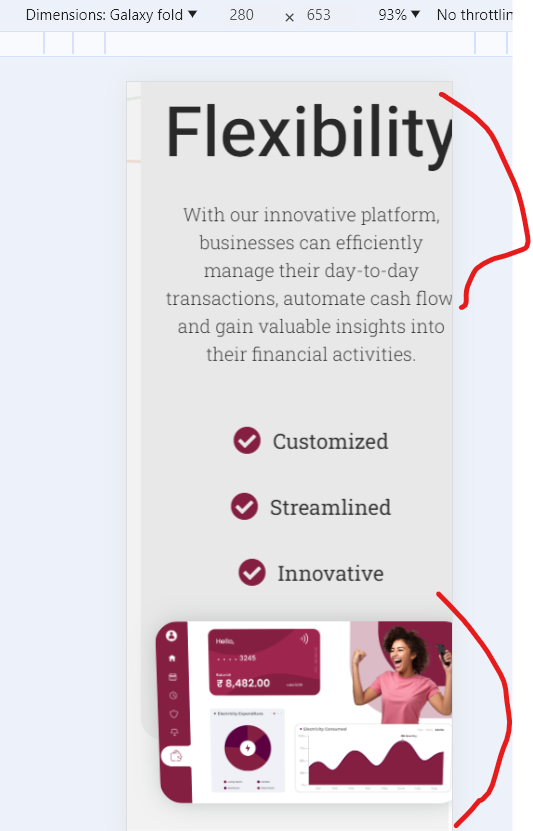 Dimensions: Galaxy fold ▼ 280 × 653 93% ▼ No throttlin
Flexibility
With our innovative platform,
businesses can efficiently
manage their day-to-day
transactions, automate cash flow
and gain valuable insights into
their financial activities.
Customized
Streamlined
Innovative
Hello,
• • • • 3245
Balance
₹ 8,482.00
Electricity Expenditure
Electricity Consumed